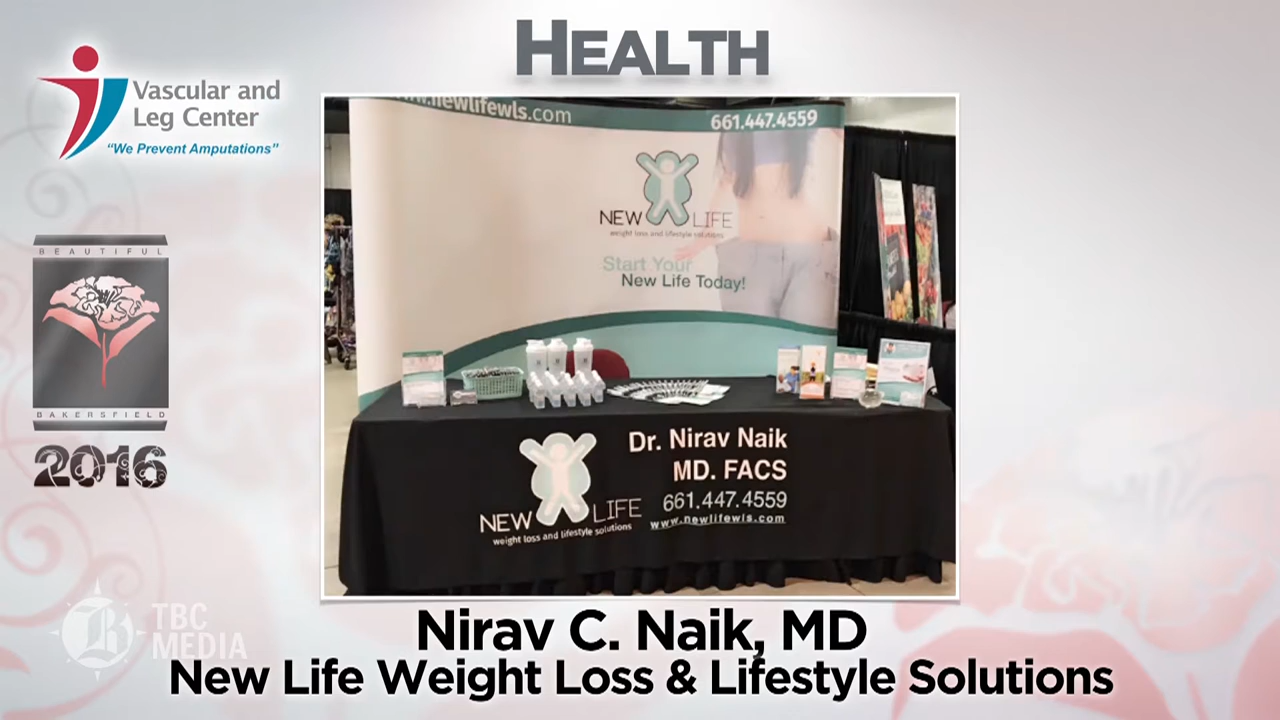 HEALTH
Vascular and
Leg Center
"We Prevent Amputations"
BEAUTIFUL
BAKERSFIELD
2016
www.newlifewls.com
661.447.4559
NEW LIFE
weight loss and lifestyle solutions
Start Your
New Life Today!
Dr. Nirav Naik
MD. FACS
661.447.4559
www.newlifewls.com
NEW LIFE
weight loss and lifestyle solutions
B TBC
MEDIA
Nirav C. Naik, MD
New Life Weight Loss & Lifestyle Solutions